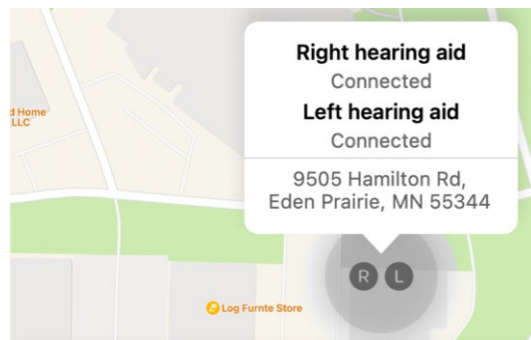 Right hearing aid
Connected
Left hearing aid
Connected
9505 Hamilton Rd,
Eden Prairie, MN 55344
d Home
LLC
R L
Log Furnte Store